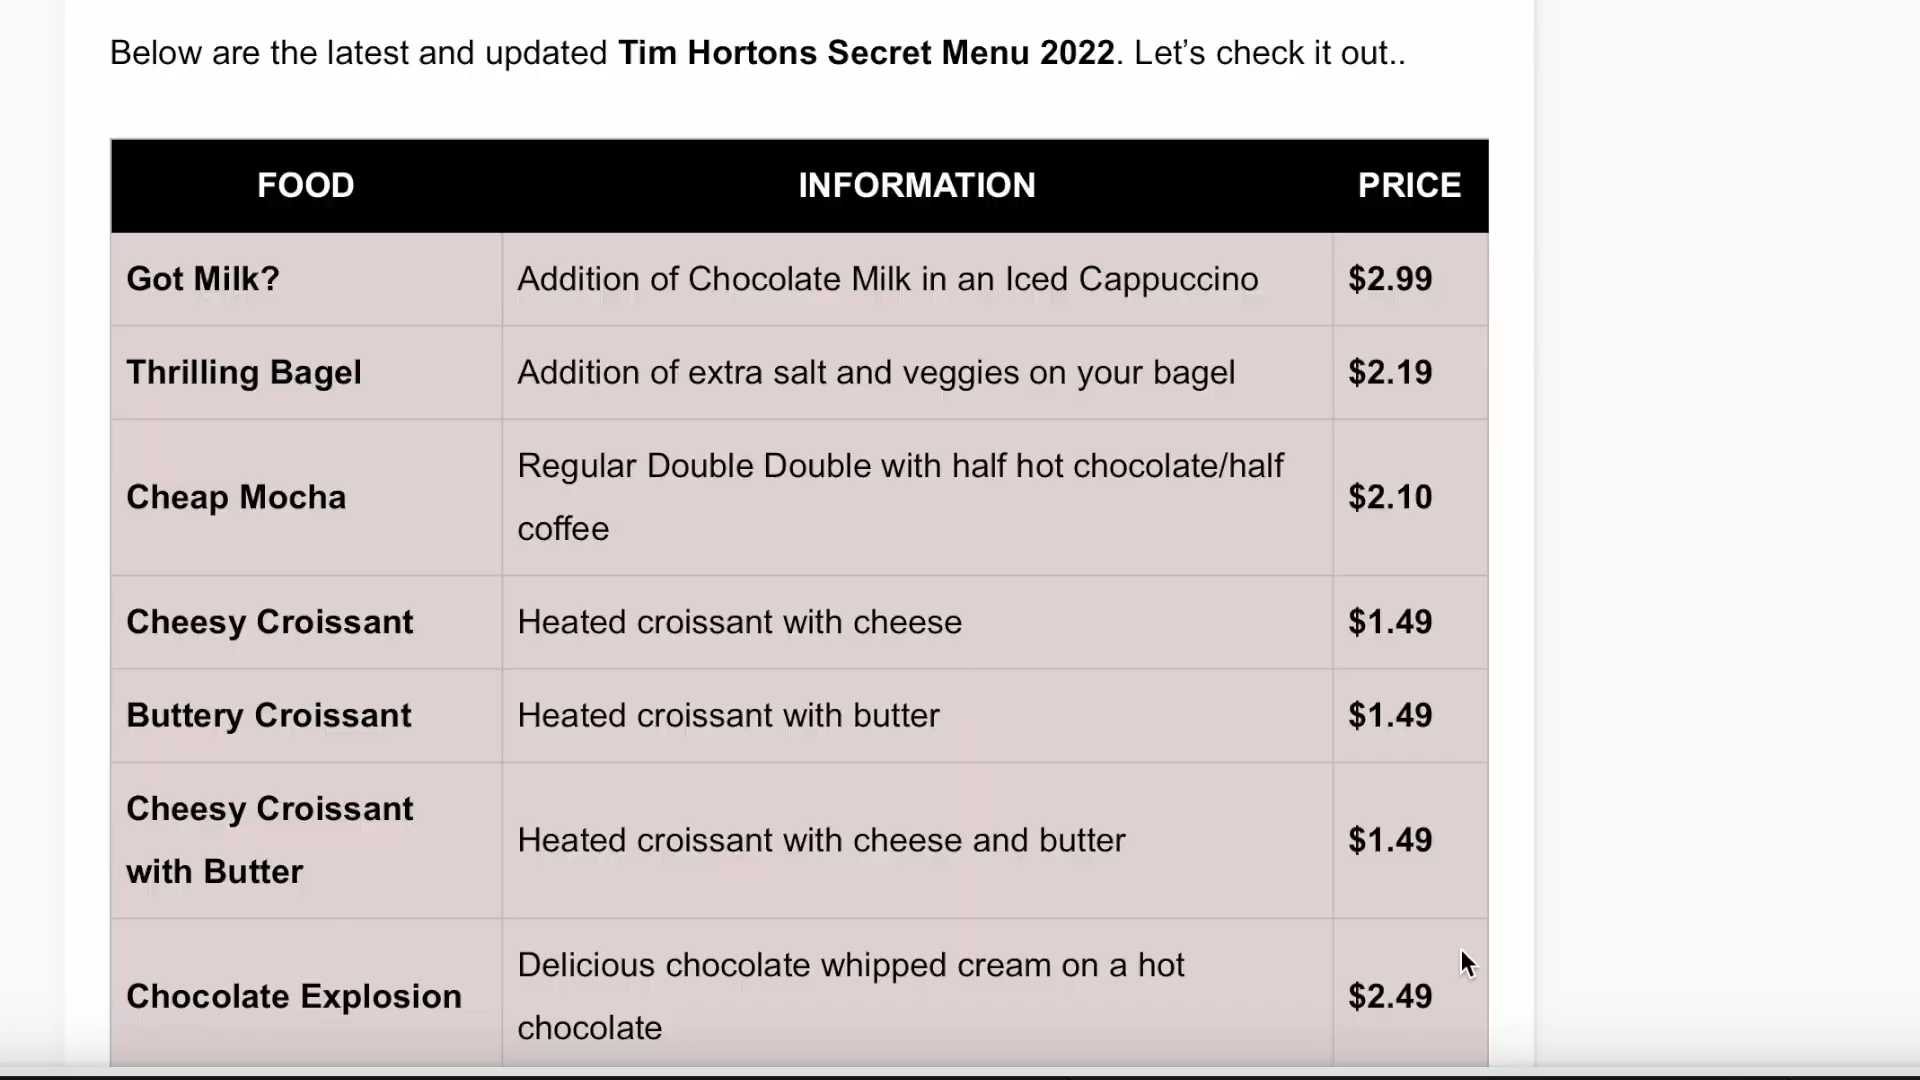 Below are the latest and updated Tim Hortons Secret Menu 2022. Let’s check it out..
FOOD INFORMATION PRICE
Got Milk? Addition of Chocolate Milk in an Iced Cappuccino $2.99
Thrilling Bagel Addition of extra salt and veggies on your bagel $2.19
Cheap Mocha
Regular Double Double with half hot chocolate/half
coffee
$2.10
Cheesy Croissant Heated croissant with cheese $1.49
Buttery Croissant Heated croissant with butter $1.49
Cheesy Croissant
with Butter
Heated croissant with cheese and butter $1.49
Chocolate Explosion
Delicious chocolate whipped cream on a hot
chocolate
$2.49